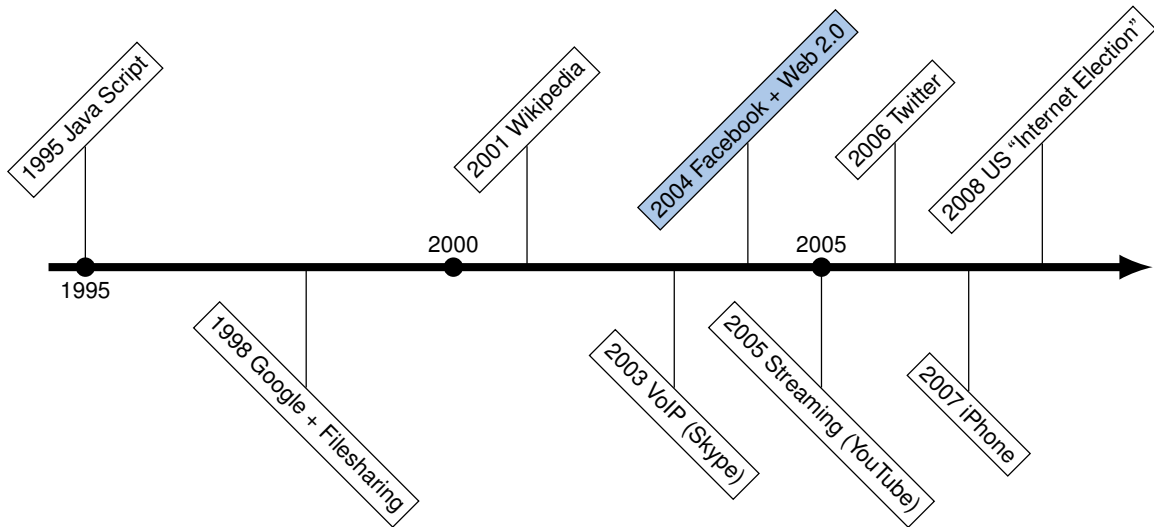 1995 Java Script
2001 Wikipedia
2004 Facebook + Web 2.0
2006 Twitter
2008 US “Internet Election”
1995
2000
2005
1998 Google + Filesharing
2003 VoIP (Skype)
2005 Streaming (YouTube)
2007 iPhone